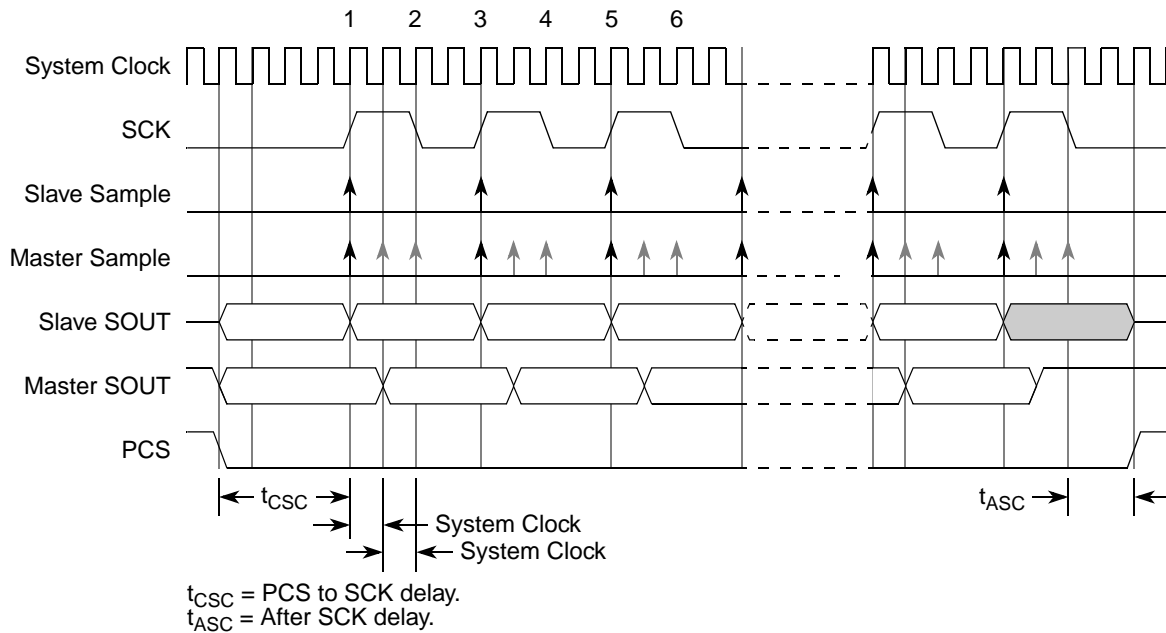 1 2 3 4 5 6
System Clock
SCK
Slave Sample
Master Sample
Slave SOUT
Master SOUT
PCS
tCSC
tASC
System Clock
System Clock
tCSC = PCS to SCK delay.
tASC = After SCK delay.